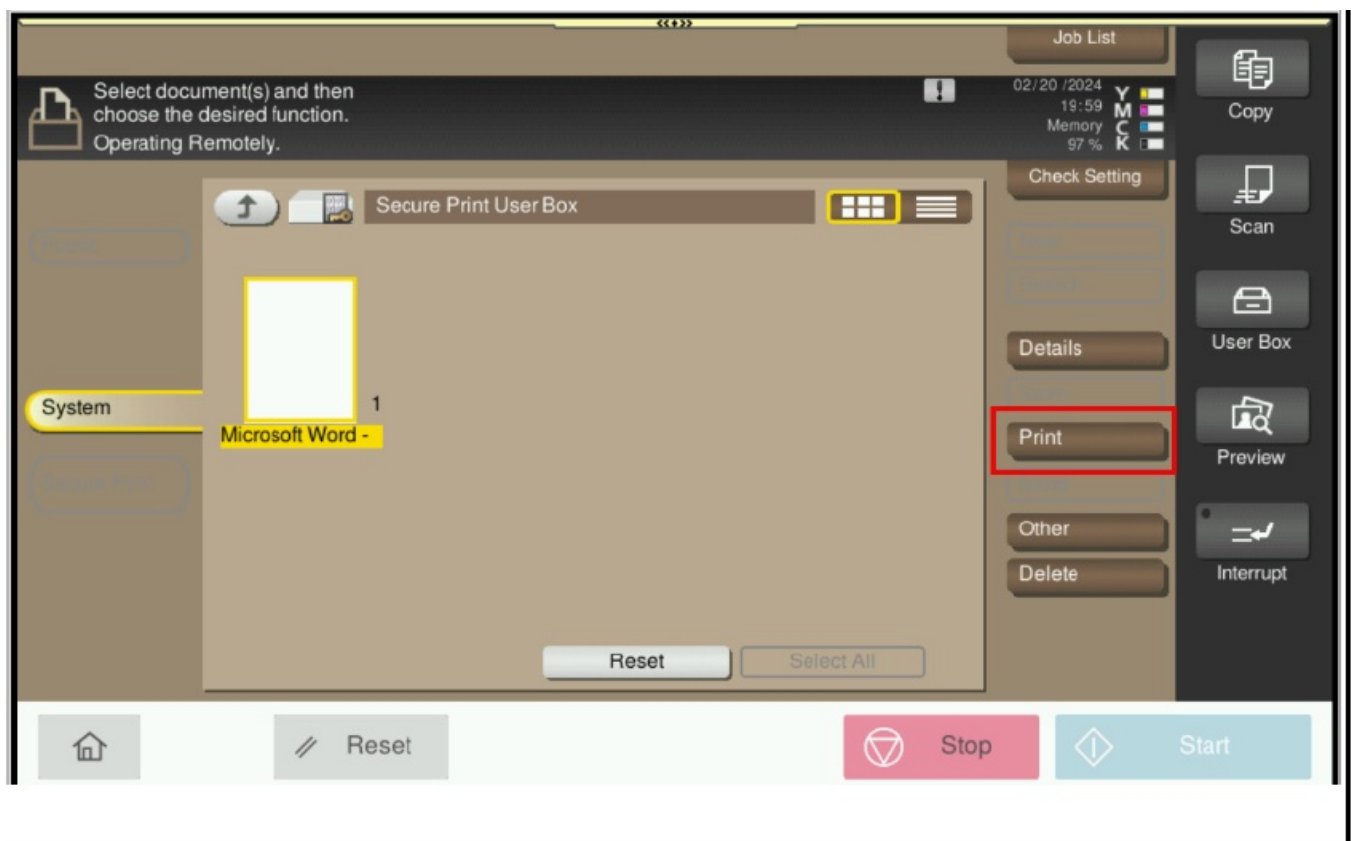 Job List
Select document(s) and then
choose the desired function.
Operating Remotely.
02/20 /2024
19:59
Memory
97 %
Y
M
C
K
Copy
Check Setting
Secure Print User Box
Scan
Details
User Box
System
1
Microsoft Word -
Print
Preview
Other
Delete
Interrupt
Reset
Select All
Reset
Stop
Start